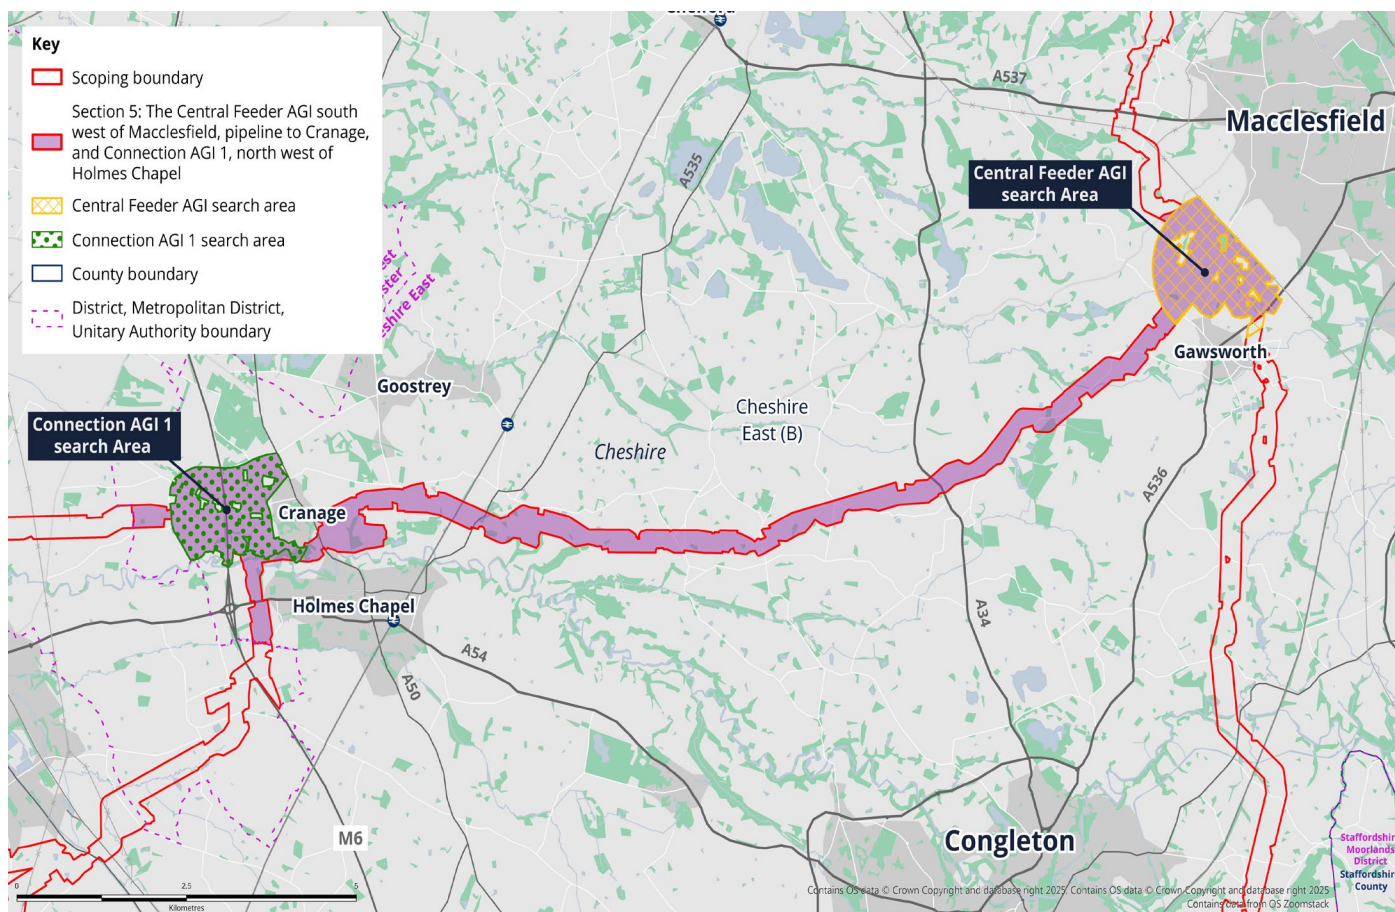 Key
Scoping boundary
Section 5: The Central Feeder AGI south
west of Macclesfield, pipeline to Cranage,
and Connection AGI 1, north west of
Holmes Chapel
Central Feeder AGI search area
Connection AGI 1 search area
County boundary
District, Metropolitan District,
Unitary Authority boundary
A537
Macclesfield
A535
Central Feeder AGI
search Area
Gawsworth
Goostrey
Cheshire
East (B)
Cheshire
Connection AGI 1
search Area
Cranage
A536
Holmes Chapel
A34
A54
A50
M6
Congleton
Moorlands
District
County
0
2.5
5
Kilometres
Contains OS data © Crown Copyright and database right 2025. Contains OS data © Crown Copyright and database right 2025
Contains data from OS Zoomstack